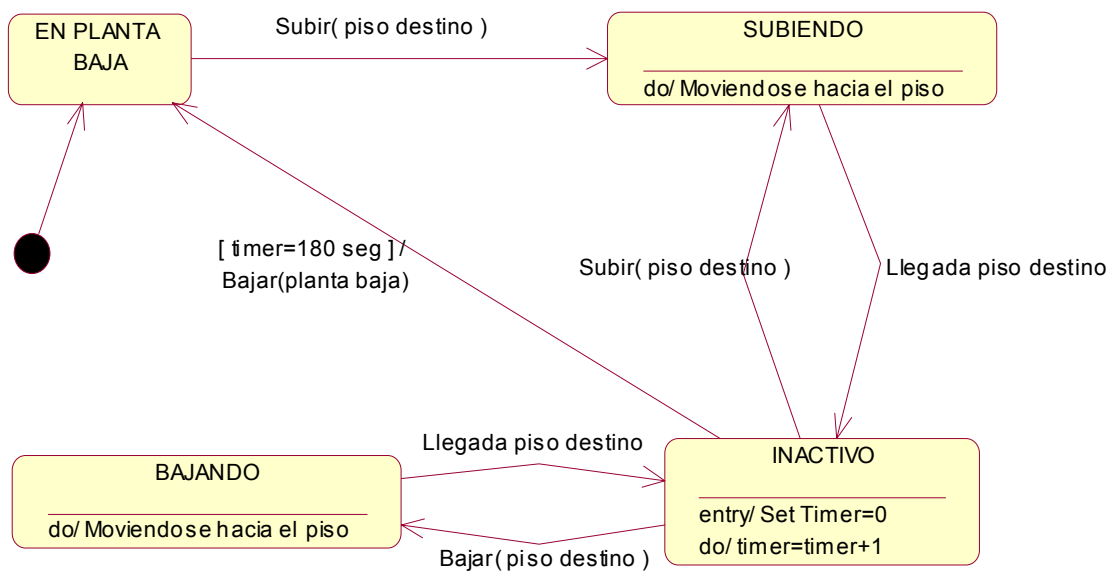 EN PLANTA
BAJA
Subir( piso destino )
SUBIENDO
do/ Moviendose hacia el piso
[ timer=180 seg ] /
Bajar(planta baja)
Subir( piso destino )
Llegada piso destino
Llegada piso destino
BAJANDO
do/ Moviendose hacia el piso
Bajar( piso destino )
INACTIVO
entry/ Set Timer=0
do/ timer=timer+1